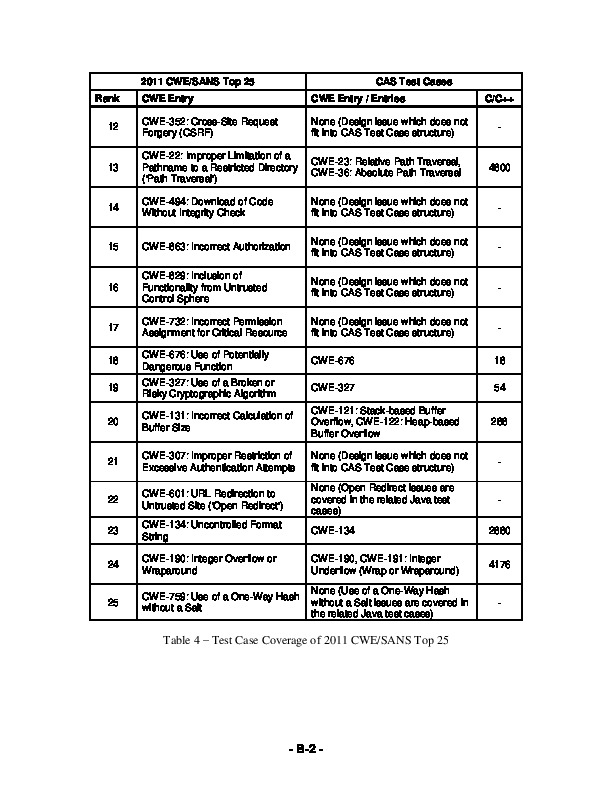 2011 CWE/SANS Top 25 CAS Test Cases
Rank CWE Entry CWE Entry / Entries C/C++
12 CWE-352: Cross-Site Request
Forgery (CSRF)
None (Design issue which does not
fit into CAS Test Case structure)
-
13 CWE-22: Improper Limitation of a
Pathname to a Restricted Directory
('Path Traversal')
CWE-23: Relative Path Traversal,
CWE-36: Absolute Path Traversal
4800
14 CWE-494: Download of Code
Without Integrity Check
None (Design issue which does not
fit into CAS Test Case structure)
-
15 CWE-863: Incorrect Authorization
None (Design issue which does not
fit into CAS Test Case structure)
-
16 CWE-829: Inclusion of
Functionality from Untrusted
Control Sphere
None (Design issue which does not
fit into CAS Test Case structure)
-
17 CWE-732: Incorrect Permission
Assignment for Critical Resource
None (Design issue which does not
fit into CAS Test Case structure)
-
18 CWE-676: Use of Potentially
Dangerous Function
CWE-676 18
19 CWE-327: Use of a Broken or
Risky Cryptographic Algorithm
CWE-327 54
20 CWE-131: Incorrect Calculation of
Buffer Size
CWE-121: Stack-based Buffer
Overflow, CWE-122: Heap-based
Buffer Overflow
288
21 CWE-307: Improper Restriction of
Excessive Authentication Attempts
None (Design issue which does not
fit into CAS Test Case structure)
-
22 CWE-601: URL Redirection to
Untrusted Site ('Open Redirect')
None (Open Redirect issues are
covered in the related Java test
cases)
-
23 CWE-134: Uncontrolled Format
String
CWE-134 2880
24 CWE-190: Integer Overflow or
Wraparound
CWE-190, CWE-191: Integer
Underflow (Wrap or Wraparound)
4176
25 CWE-759: Use of a One-Way Hash
without a Salt
None (Use of a One-Way Hash
without a Salt issues are covered in
the related Java test cases)
-
Table 4 – Test Case Coverage of 2011 CWE/SANS Top 25
- B-2 -